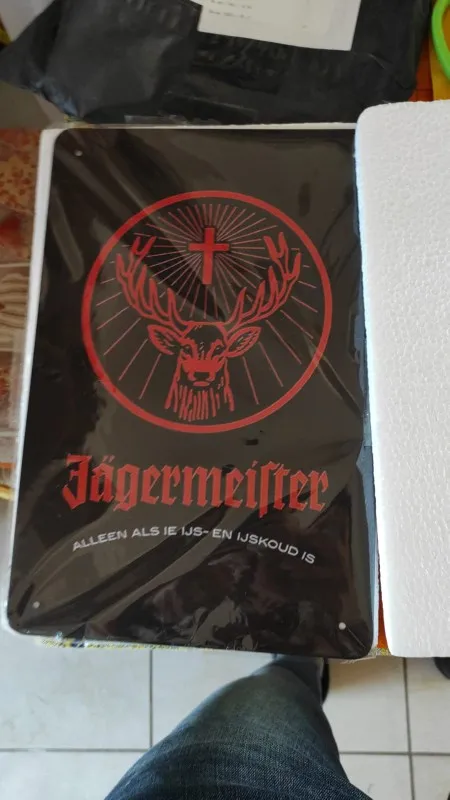 Jägermeiſter
ALLEEN ALS IE IJS- EN IJSKOUD IS